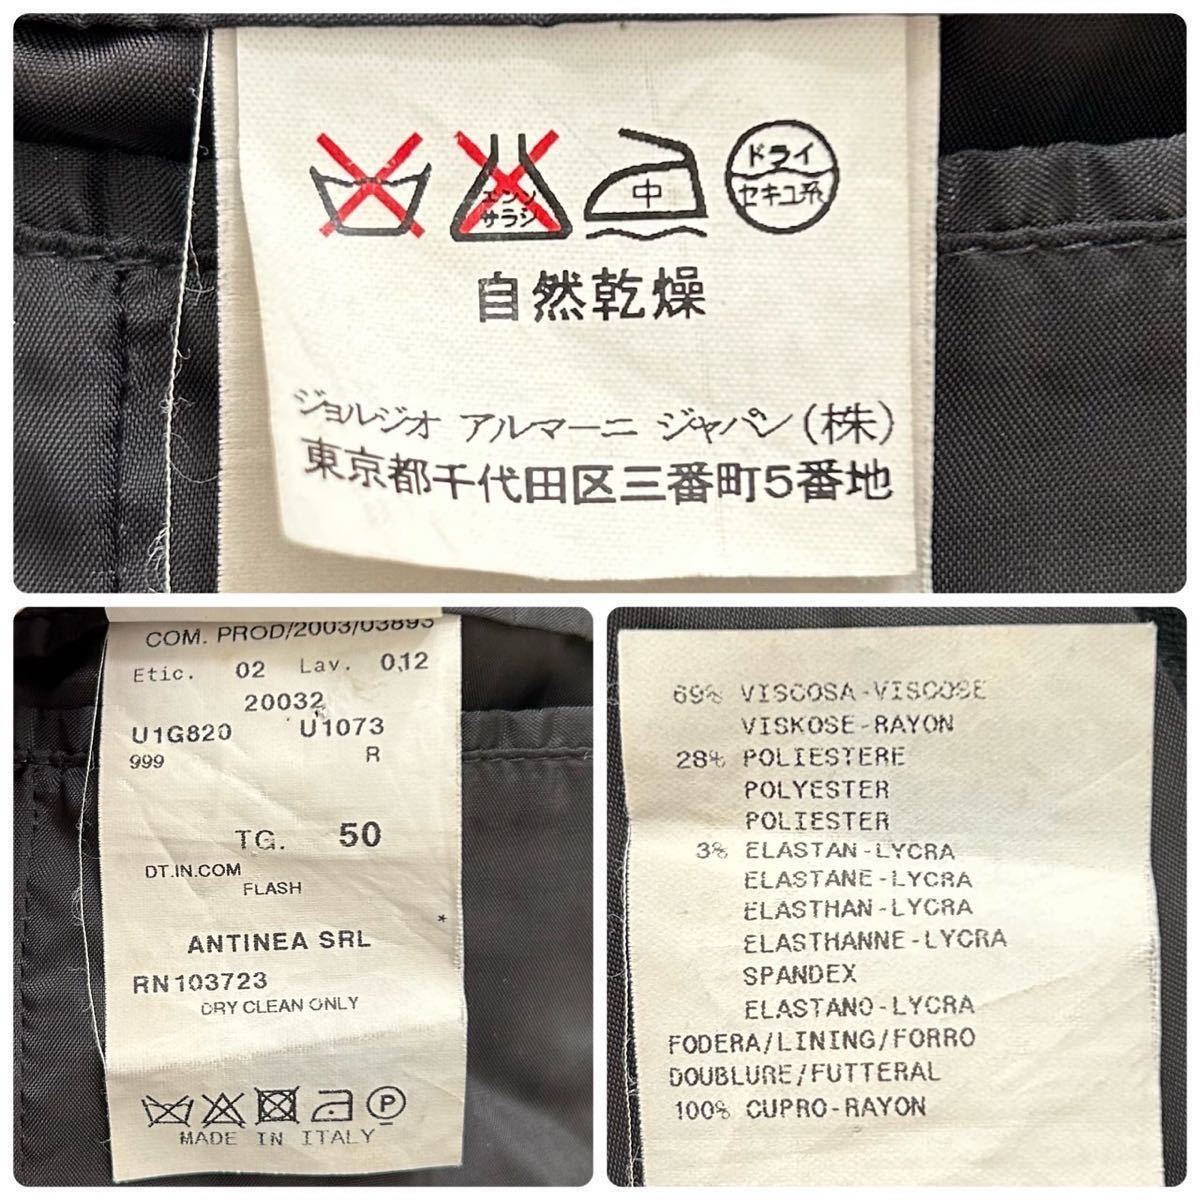 エンソ
サラシ
中
ドライ
セキユ系
自然乾燥
ジョルジオ アルマーニ ジャパン(株)
東京都千代田区三番町5番地
COM. PROD/2003/03893
Etic. 02 Lav. 0,12
20032
U1G820 U1073
999 R
TG. 50
DT.IN.COM
FLASH
*
ANTINEA SRL
RN103723
DRY CLEAN ONLY
P
MADE IN ITALY
69% VISCOSA-VISCOSE
VISKOSE-RAYON
28% POLIESTERE
POLYESTER
POLIESTER
3% ELASTAN-LYCRA
ELASTANE-LYCRA
ELASTHAN-LYCRA
ELASTHANNE-LYCRA
SPANDEX
ELASTANO-LYCRA
FODERA/LINING/FORRO
DOUBLURE/FUTTERAL
100% CUPRO-RAYON